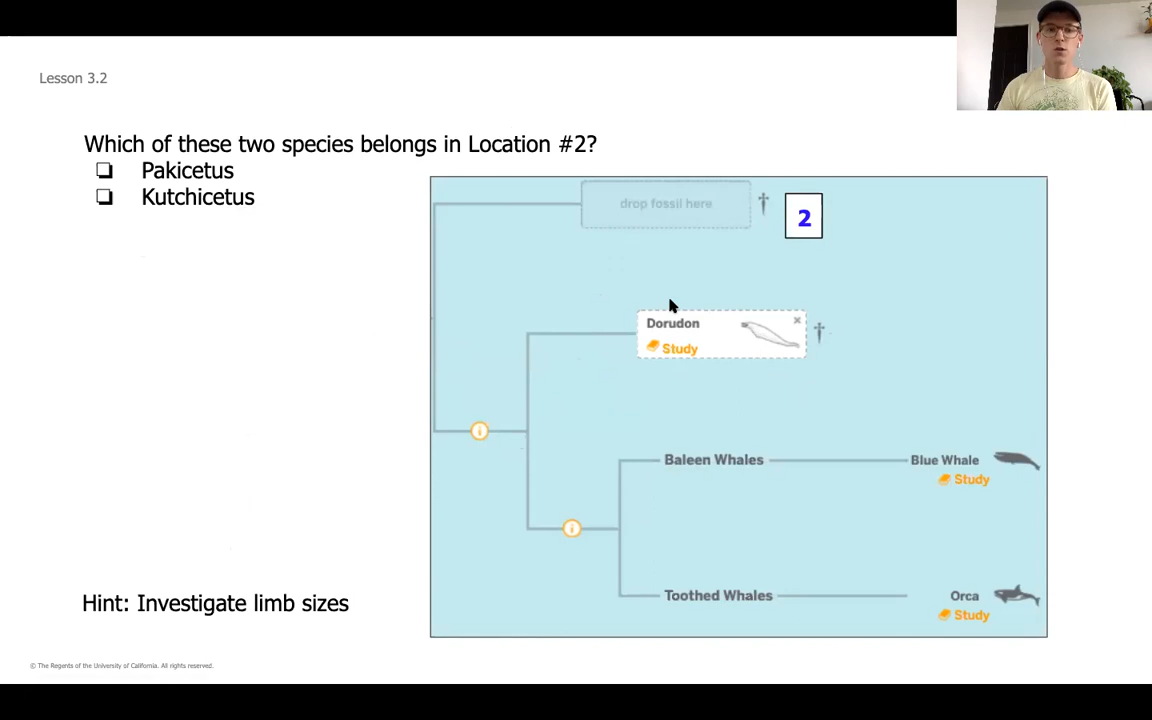 Lesson 3.2
Which of these two species belongs in Location #2?
❑ Pakicetus
❑ Kutchicetus
drop fossil here † 2
Dorudon ×
Study †
i
Baleen Whales Blue Whale
Study
i
Toothed Whales Orca
Study
Hint: Investigate limb sizes
© The Regents of the University of California. All rights reserved.